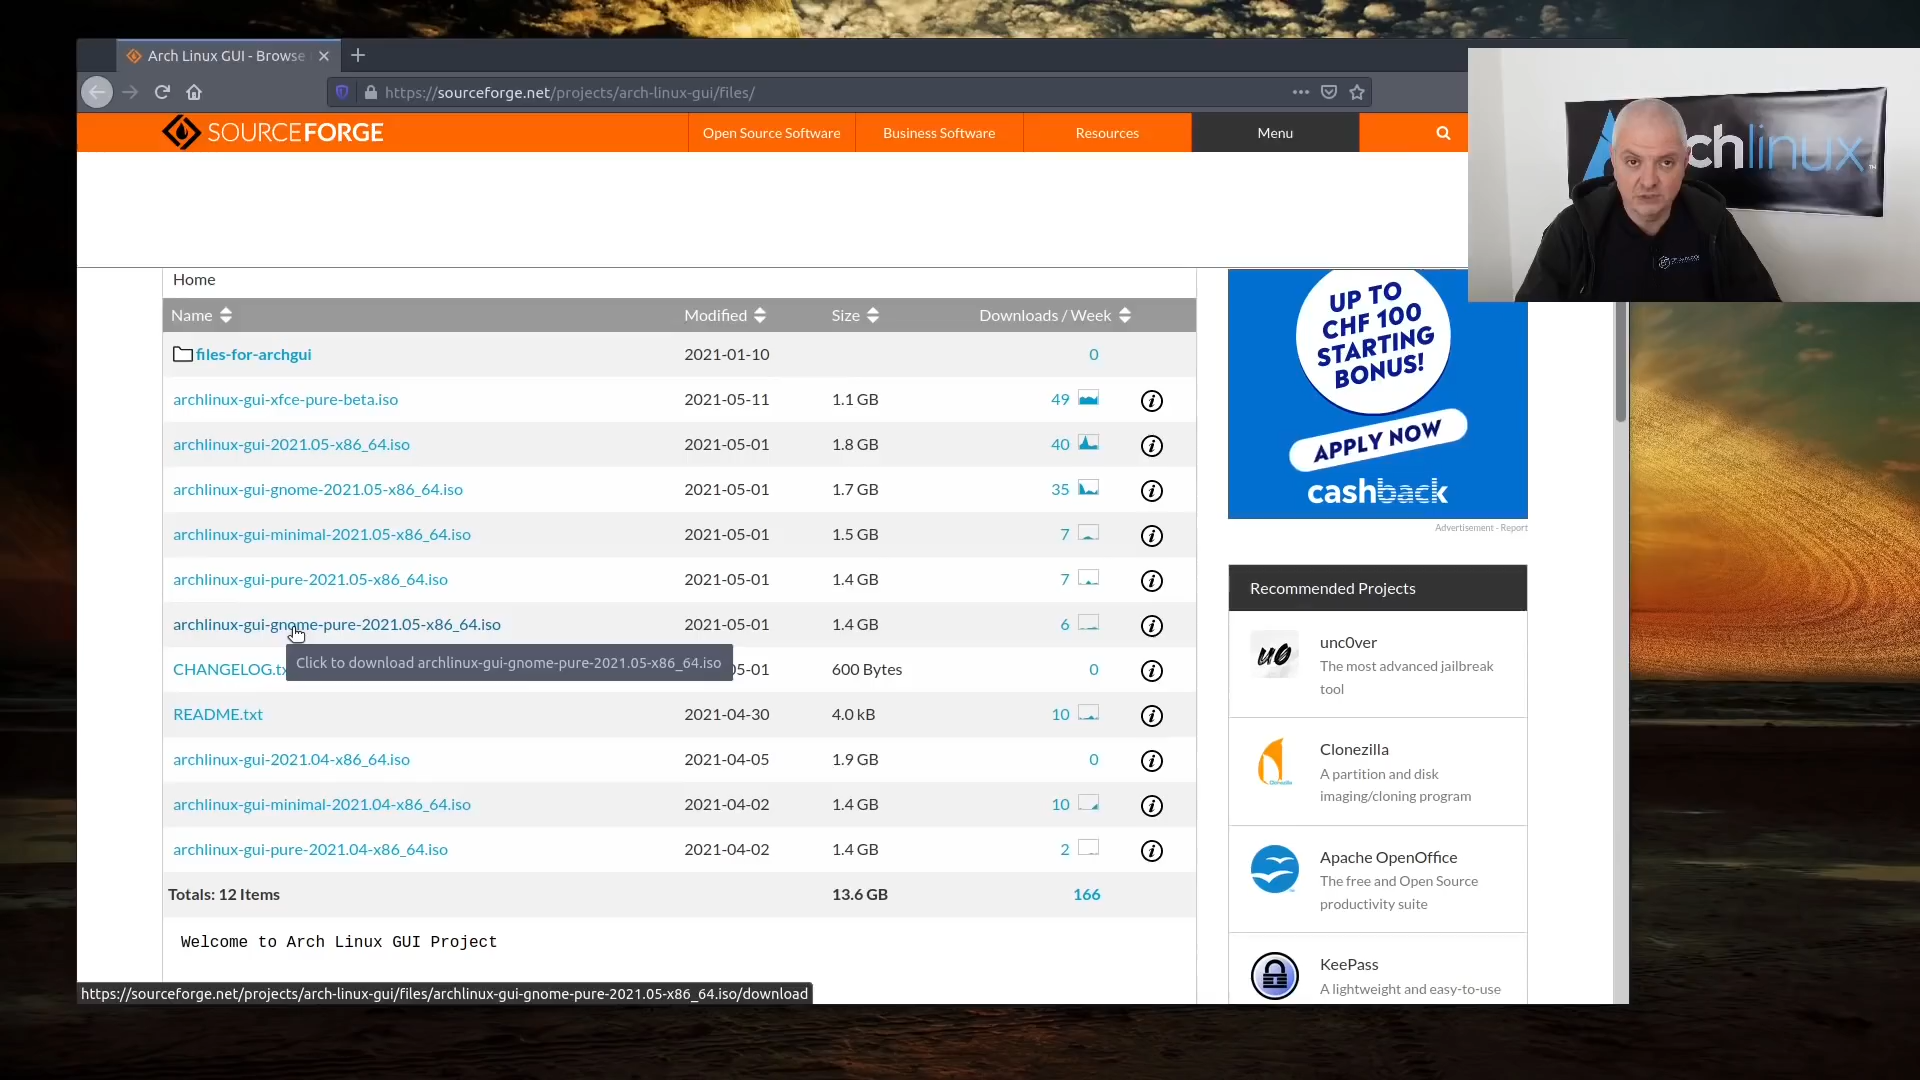 Arch Linux GUI - Browse
https://sourceforge.net/projects/arch-linux-gui/files/
SOURCEFORGE
Open Source Software
Business Software
Resources
Menu
chlinux
Home
Name
Modified
Size
Downloads / Week
files-for-archgui
2021-01-10
0
archlinux-gui-xfce-pure-beta.iso
2021-05-11
1.1 GB
49
archlinux-gui-2021.05-x86_64.iso
2021-05-01
1.8 GB
40
archlinux-gui-gnome-2021.05-x86_64.iso
2021-05-01
1.7 GB
35
archlinux-gui-minimal-2021.05-x86_64.iso
2021-05-01
1.5 GB
7
archlinux-gui-pure-2021.05-x86_64.iso
2021-05-01
1.4 GB
7
archlinux-gui-gnome-pure-2021.05-x86_64.iso
2021-05-01
1.4 GB
6
Click to download archlinux-gui-gnome-pure-2021.05-x86_64.iso
CHANGELOG.tx
05-01
600 Bytes
0
README.txt
2021-04-30
4.0 kB
10
archlinux-gui-2021.04-x86_64.iso
2021-04-05
1.9 GB
0
archlinux-gui-minimal-2021.04-x86_64.iso
2021-04-02
1.4 GB
10
archlinux-gui-pure-2021.04-x86_64.iso
2021-04-02
1.4 GB
2
Totals: 12 Items
13.6 GB
166
Welcome to Arch Linux GUI Project
https://sourceforge.net/projects/arch-linux-gui/files/archlinux-gui-gnome-pure-2021.05-x86_64.iso/download
UP TO
CHF 100
STARTING
BONUS!
APPLY NOW
cashback
Advertisement - Report
Recommended Projects
u0
unc0ver
The most advanced jailbreak
tool
Clonezilla
Clonezilla
A partition and disk
imaging/cloning program
Apache OpenOffice
The free and Open Source
productivity suite
KeePass
A lightweight and easy-to-use